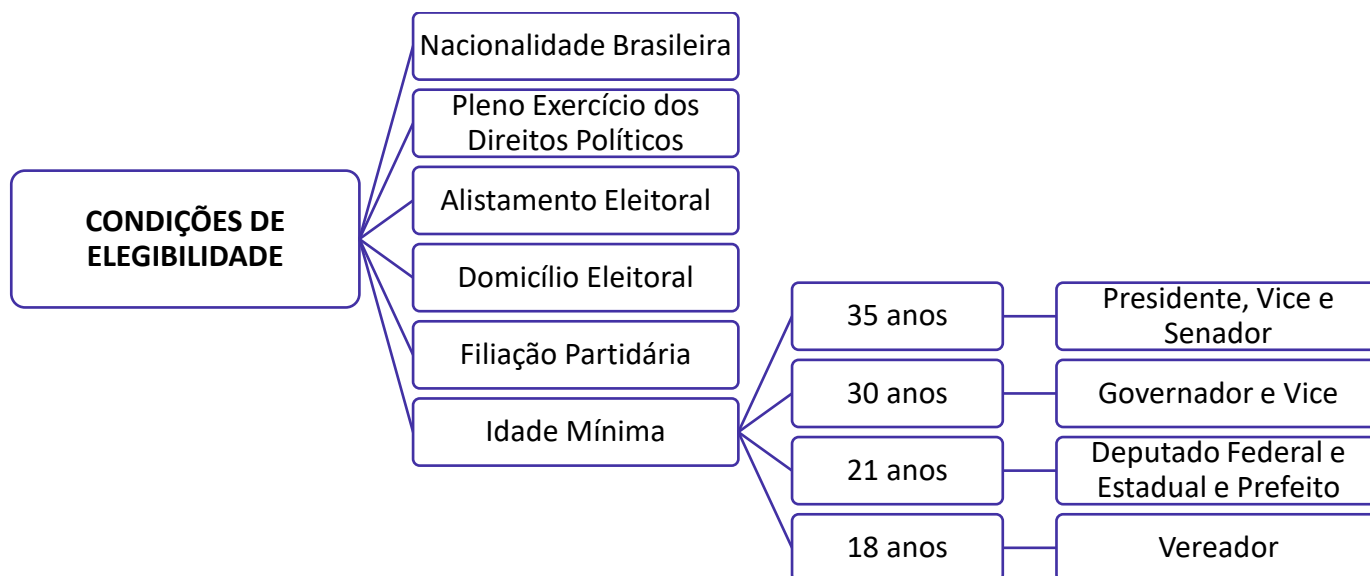 CONDIÇÕES DE
ELEGIBILIDADE
Nacionalidade Brasileira
Pleno Exercício dos
Direitos Políticos
Alistamento Eleitoral
Domicílio Eleitoral
Filiação Partidária
Idade Mínima
35 anos
Presidente, Vice e
Senador
30 anos
Governador e Vice
21 anos
Deputado Federal e
Estadual e Prefeito
18 anos
Vereador